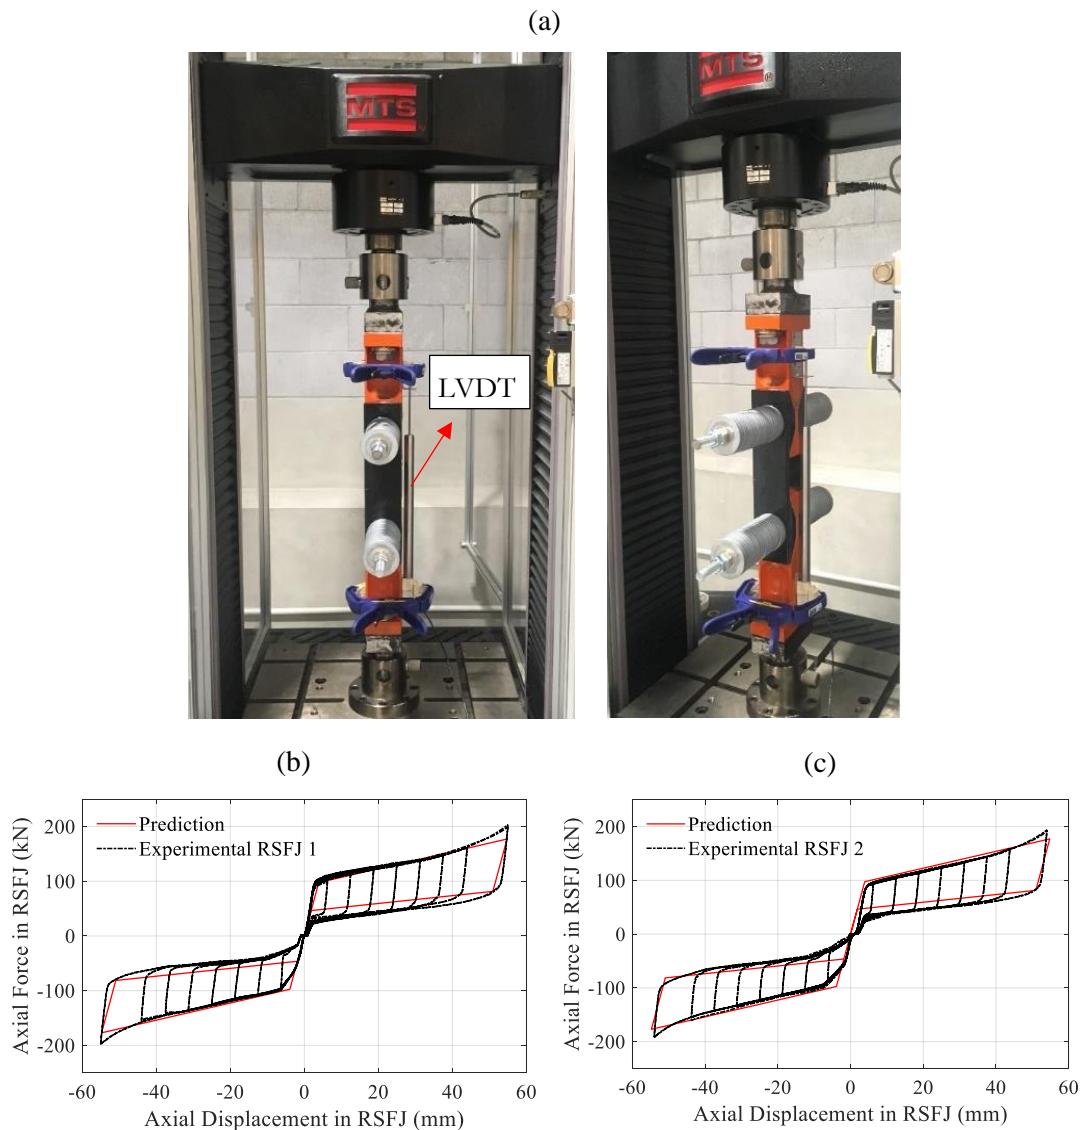 (a)
MTS
MTS
LVDT
(b)
(c)
Prediction
Experimental RSFJ 1
Axial Force in RSFJ (kN)
200
100
0
-100
-200
-60
-40
-20
0
20
40
60
Axial Displacement in RSFJ (mm)
Prediction
Experimental RSFJ 2
Axial Force in RSFJ (kN)
200
100
0
-100
-200
-60
-40
-20
0
20
40
60
Axial Displacement in RSFJ (mm)